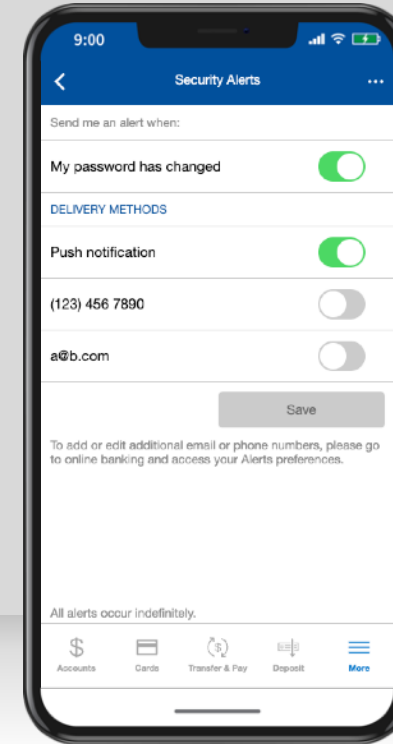 9:00
Security Alerts
Send me an alert when:
My password has changed
DELIVERY METHODS
Push notification
(123) 456 7890
a@b.com
Save
To add or edit additional email or phone numbers, please go
to online banking and access your Alerts preferences.
All alerts occur indefinitely.
Accounts Cards Transfer & Pay Deposit More